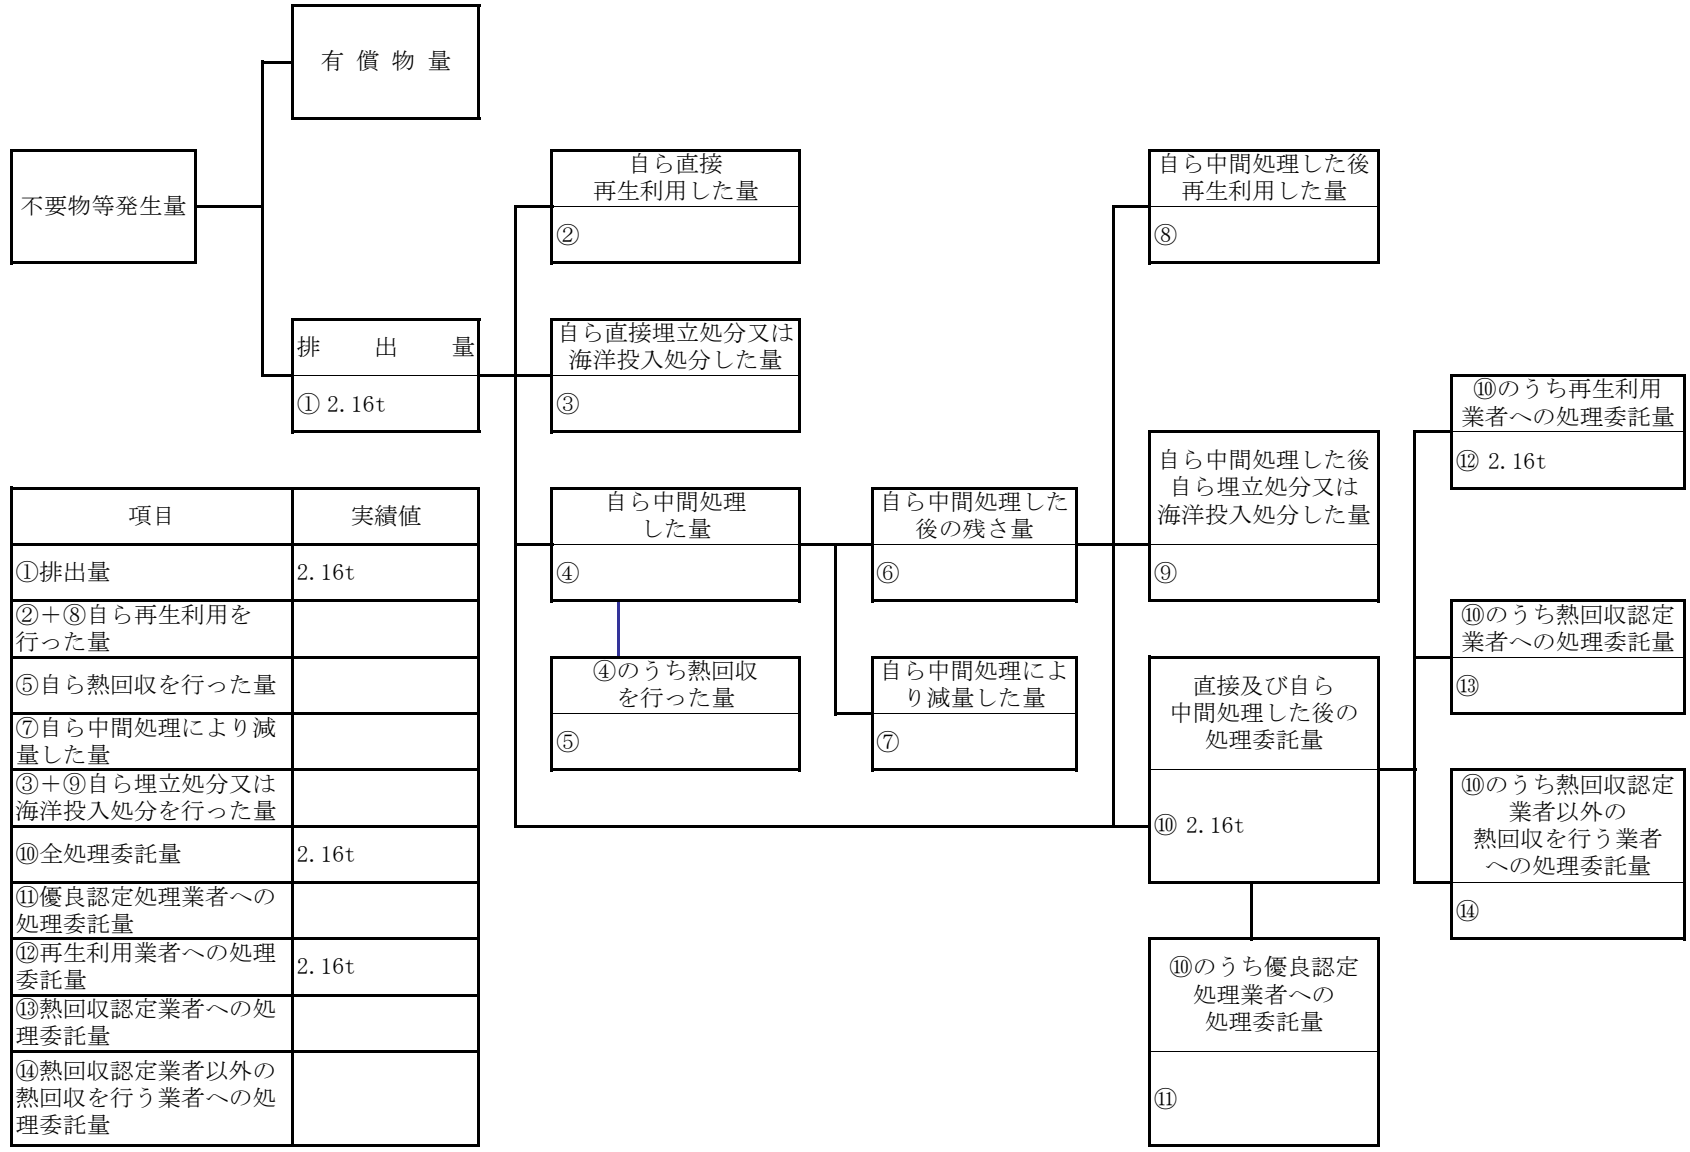 有 償 物 量
不要物等発生量
自ら直接
再生利用した量
②
自ら中間処理した後
再生利用した量
⑧
排 出 量
① 2.16t
自ら直接埋立処分又は
海洋投入処分した量
③
⑩のうち再生利用
業者への処理委託量
⑫ 2.16t
自ら中間処理した後
自ら埋立処分又は
海洋投入処分した量
⑨
自ら中間処理
した量
④
自ら中間処理した
後の残さ量
⑥
⑩のうち熱回収認定
業者への処理委託量
⑬
④のうち熱回収
を行った量
⑤
自ら中間処理によ
り減量した量
⑦
直接及び自ら
中間処理した後の
処理委託量
⑩ 2.16t
⑩のうち熱回収認定
業者以外の
熱回収を行う業者
への処理委託量
⑭
⑩のうち優良認定
処理業者への
処理委託量
⑪
項目 実績値
①排出量 2.16t
②＋⑧自ら再生利用を
行った量
⑤自ら熱回収を行った量
⑦自ら中間処理により減
量した量
③＋⑨自ら埋立処分又は
海洋投入処分を行った量
⑩全処理委託量 2.16t
⑪優良認定処理業者への
処理委託量
⑫再生利用業者への処理
委託量 2.16t
⑬熱回収認定業者への処
理委託量
⑭熱回収認定業者以外の
熱回収を行う業者への処
理委託量